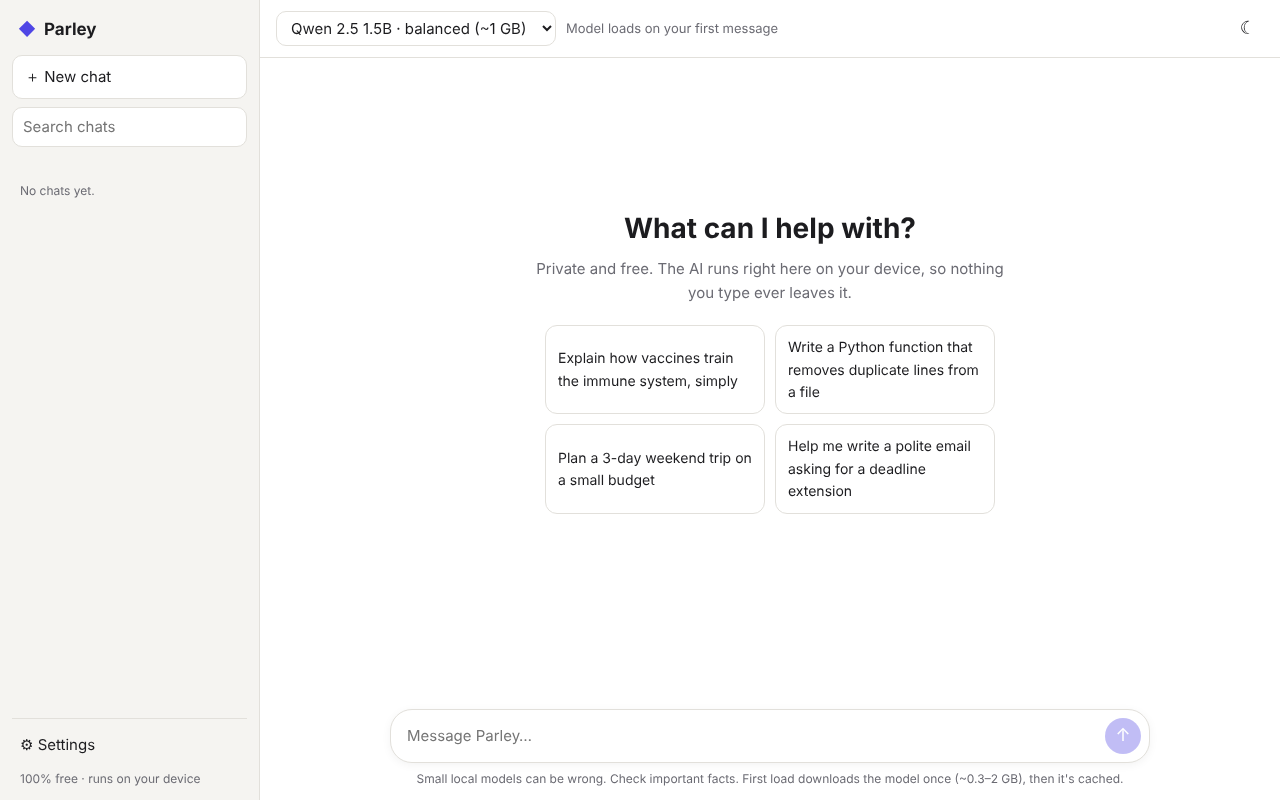 Parley
+ New chat
Search chats
No chats yet.
⚙ Settings
100% free · runs on your device
Qwen 2.5 1.5B · balanced (~1 GB)
Model loads on your first message
What can I help with?
Private and free. The AI runs right here on your device, so nothing
you type ever leaves it.
Explain how vaccines train
the immune system, simply
Write a Python function that
removes duplicate lines from
a file
Plan a 3-day weekend trip on
a small budget
Help me write a polite email
asking for a deadline
extension
Message Parley...
Small local models can be wrong. Check important facts. First load downloads the model once (~0.3–2 GB), then it's cached.